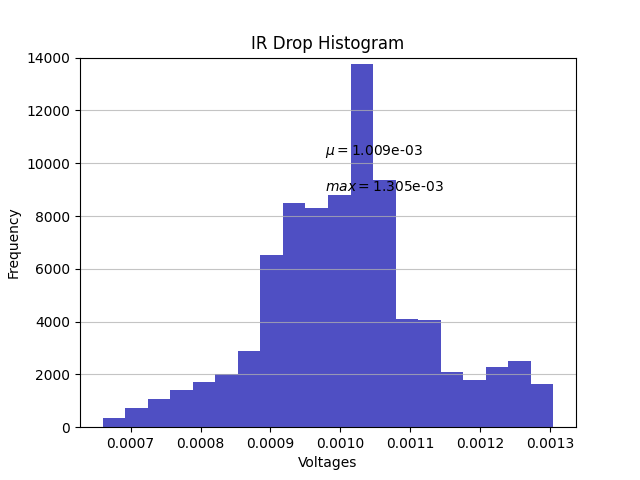 IR Drop Histogram
14000
12000
10000
8000
6000
4000
2000
0
Frequency
μ = 1.009e-03
max = 1.305e-03
0.0007 0.0008 0.0009 0.0010 0.0011 0.0012 0.0013
Voltages